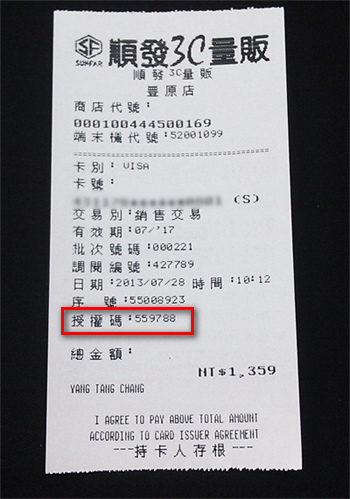 SF
SUNFAR
順發3C量販
順發3C量販
豐原店
商店代號:
000100444500169
端末機代號:52001099
卡別:VISA
卡號:
(S)
交易別:銷售交易
有效期:07/'17
批次號碼:000221
調閱編號:427789
日期:2013/07/28 時間:10:12
序 號:55008923
授權碼:559788
總金額:
NT$1,359
YANG TANG CHANG
I AGREE TO PAY ABOVE TOTAL AMOUNT
ACCORDING TO CARD ISSUER AGREEMENT
---持卡人存根---